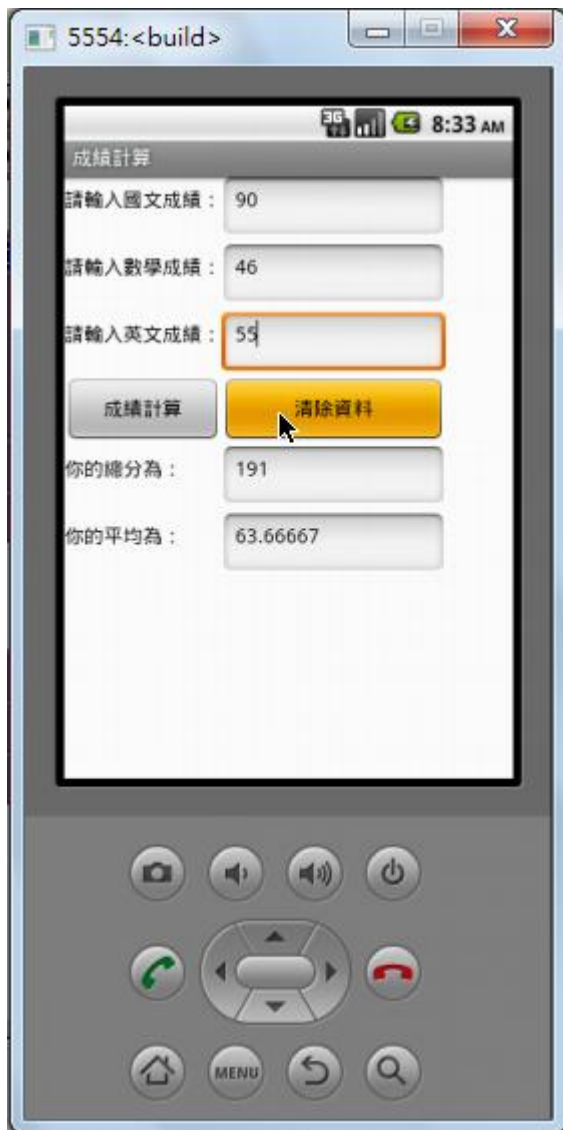 5554:<build>
3G 8:33 AM
成績計算
請輸入國文成績： 90
請輸入數學成績： 46
請輸入英文成績： 55
成績計算 清除資料
你的總分為： 191
你的平均為： 63.66667
MENU